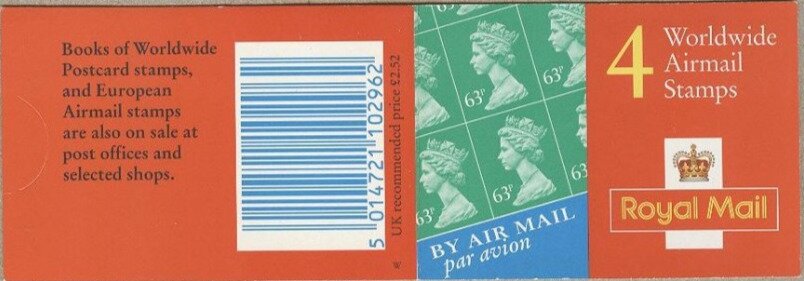 Books of Worldwide
Postcard stamps,
and European
Airmail stamps
are also on sale at
post offices and
selected shops.
5 014721 102962
UK recommended price £2.52
W
63P
63P
63P
63P
63P
BY AIR MAIL
par avion
4 Worldwide
Airmail
Stamps
Royal Mail